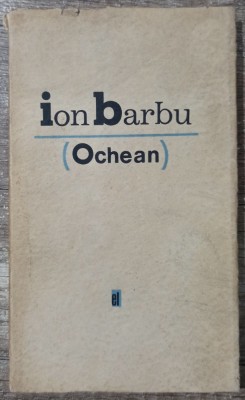 ion barbu
(Ochean)
el